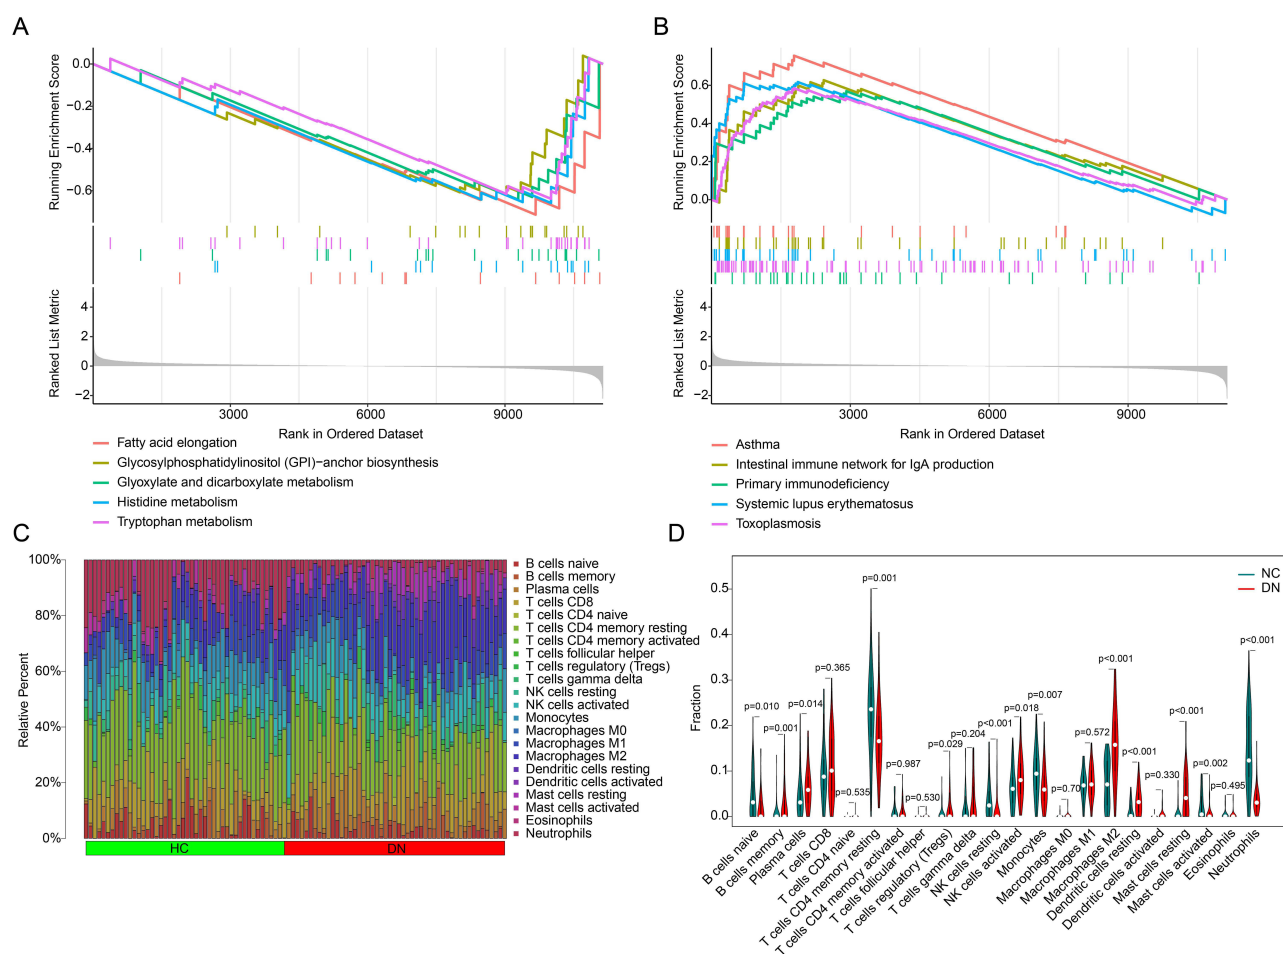 A
Running Enrichment Score
0.0
−0.2
−0.4
−0.6
Ranked List Metric
4
2
0
−2
3000
6000
9000
Rank in Ordered Dataset
Fatty acid elongation
Glycosylphosphatidylinositol (GPI)−anchor biosynthesis
Glyoxylate and dicarboxylate metabolism
Histidine metabolism
Tryptophan metabolism
B
Running Enrichment Score
0.6
0.4
0.2
0.0
Ranked List Metric
4
2
0
−2
3000
6000
9000
Rank in Ordered Dataset
Asthma
Intestinal immune network for IgA production
Primary immunodeficiency
Systemic lupus erythematosus
Toxoplasmosis
C
Relative Percent
100%
80%
60%
40%
20%
0%
HC
DN
B cells naive
B cells memory
Plasma cells
T cells CD8
T cells CD4 naive
T cells CD4 memory resting
T cells CD4 memory activated
T cells follicular helper
T cells regulatory (Tregs)
T cells gamma delta
NK cells resting
NK cells activated
Monocytes
Macrophages M0
Macrophages M1
Macrophages M2
Dendritic cells resting
Dendritic cells activated
Mast cells resting
Mast cells activated
Eosinophils
Neutrophils
D
Fraction
0.5
0.4
0.3
0.2
0.1
0.0
NC
DN
p=0.010
p=0.001
p=0.014
p=0.365
p=0.535
p=0.001
p=0.987
p=0.530
p=0.029
p=0.204
p<0.001
p=0.018
p=0.007
p=0.70
p=0.572
p<0.001
p<0.001
p=0.330
p<0.001
p=0.002
p=0.495
p<0.001
B cells naive
B cells memory
Plasma cells
T cells CD8
T cells CD4 naive
T cells CD4 memory resting
T cells CD4 memory activated
T cells follicular helper
T cells regulatory (Tregs)
T cells gamma delta
NK cells resting
NK cells activated
Monocytes
Macrophages M0
Macrophages M1
Macrophages M2
Dendritic cells resting
Dendritic cells activated
Mast cells resting
Mast cells activated
Eosinophils
Neutrophils